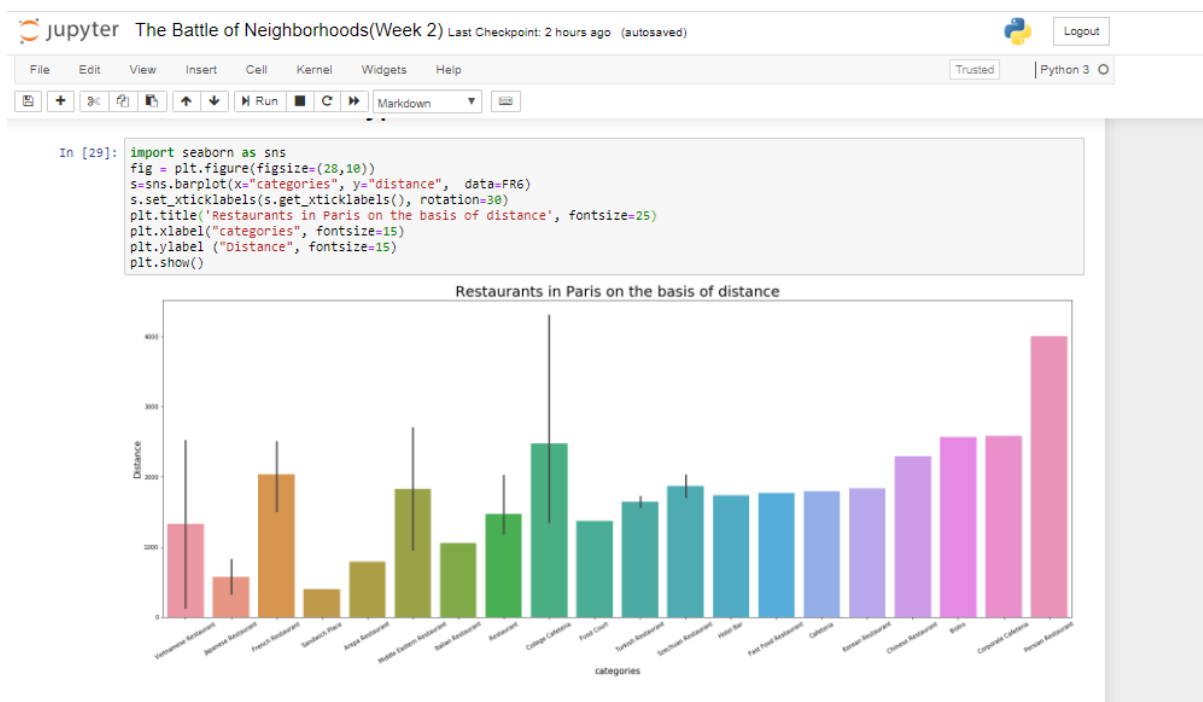 jupyter The Battle of Neighborhoods(Week 2) Last Checkpoint: 2 hours ago (autosaved)
Logout
File Edit View Insert Cell Kernel Widgets Help
Trusted
Python 3
Run
Markdown
In [29]: import seaborn as sns
fig = plt.figure(figsize=(28,10))
s=sns.barplot(x="categories", y="distance", data=FR6)
s.set_xticklabels(s.get_xticklabels(), rotation=30)
plt.title('Restaurants in Paris on the basis of distance', fontsize=25)
plt.xlabel("categories", fontsize=15)
plt.ylabel ("Distance", fontsize=15)
plt.show()
Restaurants in Paris on the basis of distance
4000
3000
2000
1000
0
Distance
Vietnamese Restaurant
Japanese Restaurant
French Restaurant
Sandwich Place
Arepa Restaurant
Middle Eastern Restaurant
Italian Restaurant
Restaurant
College Cafeteria
Food Court
Turkish Restaurant
Szechuan Restaurant
Hotel Bar
Fast Food Restaurant
Cafeteria
Korean Restaurant
Chinese Restaurant
Bistro
Corporate Cafeteria
Persian Restaurant
categories